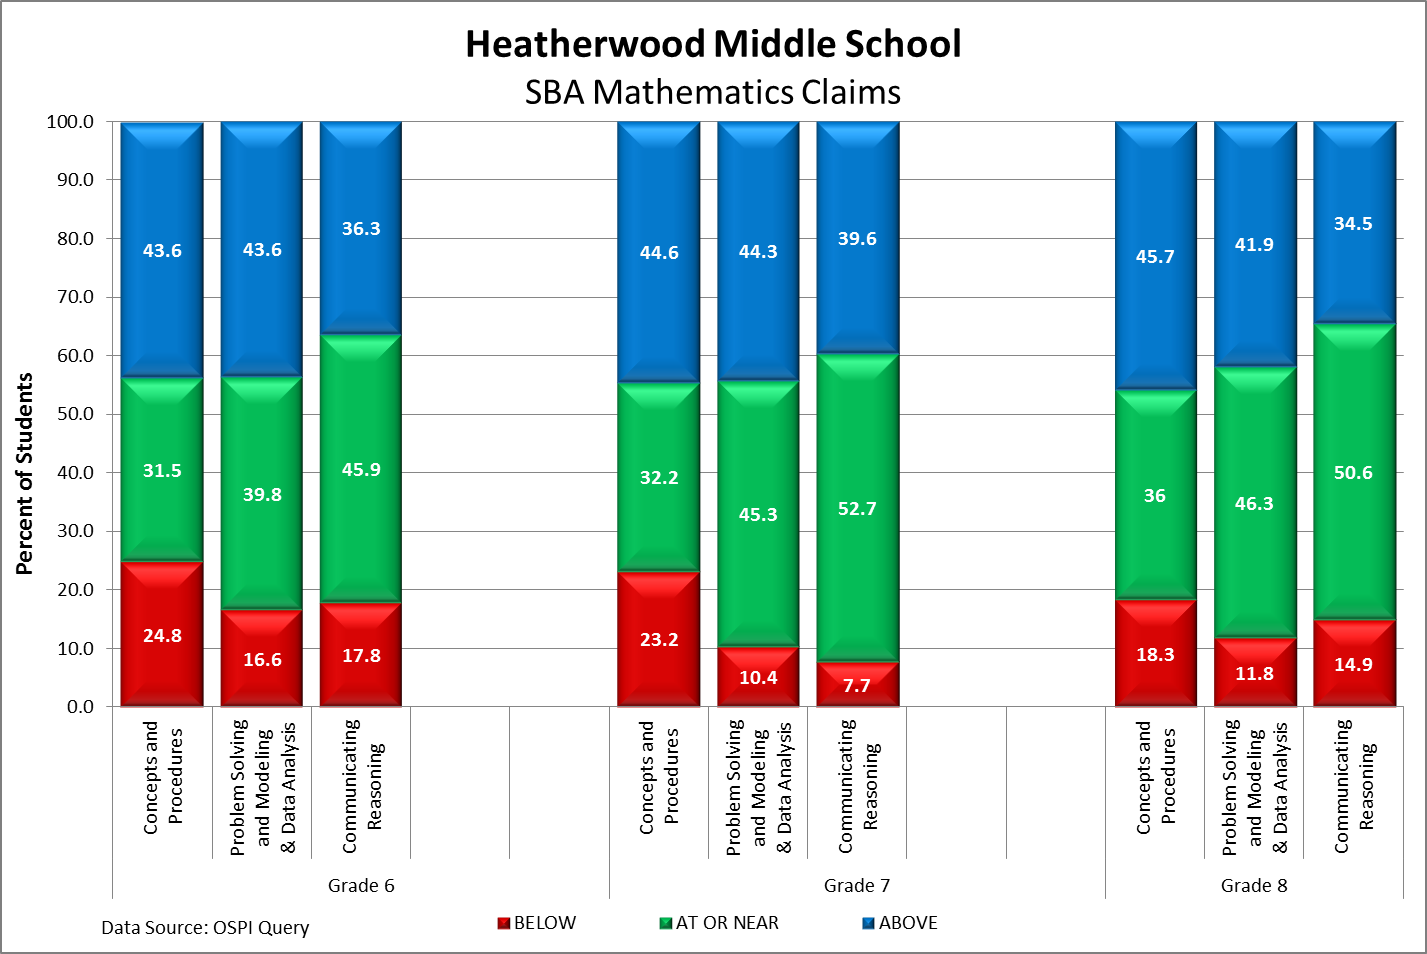 Heatherwood Middle School
SBA Mathematics Claims
Percent of Students
100.0
90.0
80.0
70.0
60.0
50.0
40.0
30.0
20.0
10.0
0.0
43.6
31.5
24.8
43.6
39.8
16.6
36.3
45.9
17.8
44.6
32.2
23.2
44.3
45.3
10.4
39.6
52.7
7.7
45.7
36
18.3
41.9
46.3
11.8
34.5
50.6
14.9
Concepts and
Procedures
Problem Solving
and Modeling
& Data Analysis
Communicating
Reasoning
Concepts and
Procedures
Problem Solving
and Modeling
& Data Analysis
Communicating
Reasoning
Concepts and
Procedures
Problem Solving
and Modeling
& Data Analysis
Communicating
Reasoning
Grade 6
Grade 7
Grade 8
Data Source: OSPI Query
BELOW
AT OR NEAR
ABOVE